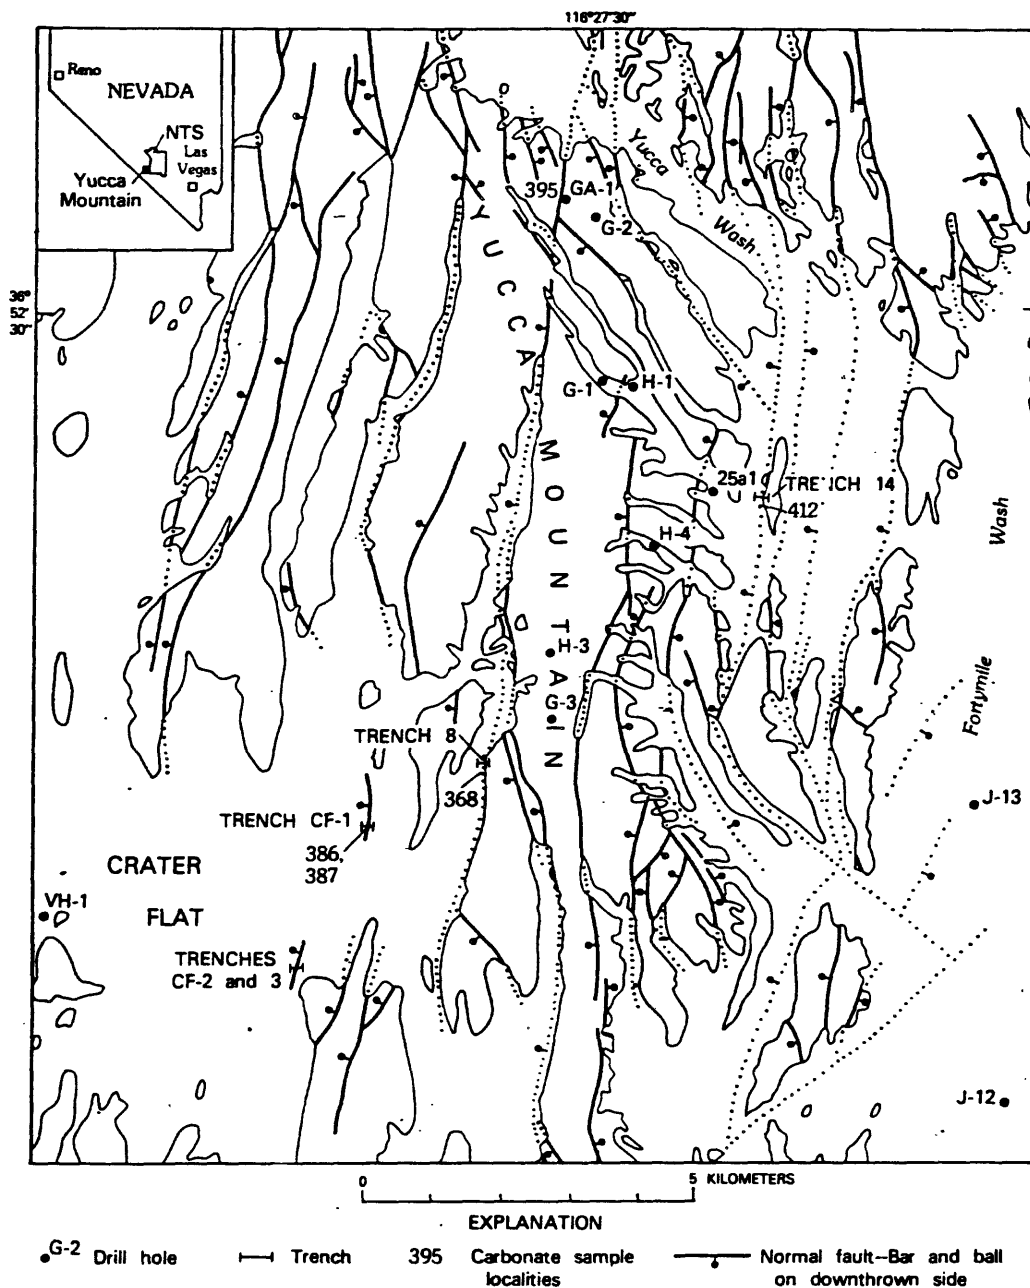 116°27'30"
Reno
NEVADA
NTS
Las
Vegas
Yucca
Mountain
36°
52'
30"
Yucca
Wash
395
GA-1
G-2
YUCCA
MOUNTAIN
G-1
H-1
25a1
TRENCH 14
412
H-4
Wash
Fortymile
H-3
G-3
TRENCH 8
368
TRENCH CF-1
386,
387
J-13
CRATER
FLAT
VH-1
TRENCHES
CF-2 and 3
J-12
0 5 KILOMETERS
EXPLANATION
G-2 Drill hole Trench 395 Carbonate sample localities Normal fault--Bar and ball on downthrown side